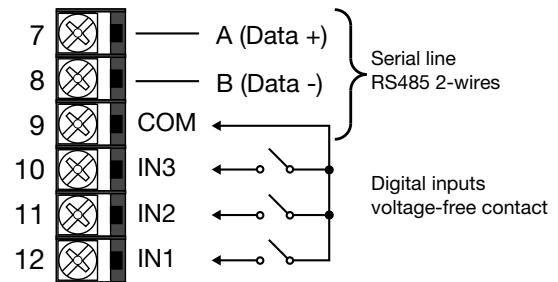 7 A (Data +)
8 B (Data -)
Serial line
RS485 2-wires
9 COM
10 IN3
11 IN2
12 IN1
Digital inputs
voltage-free contact